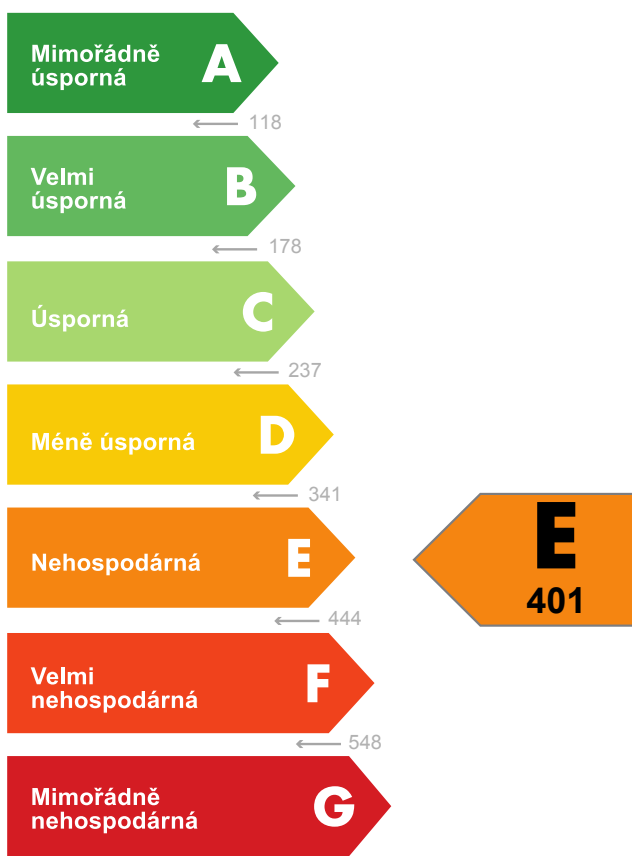 Mimořádně
úsporná
A
118
Velmi
úsporná
B
178
Úsporná
C
237
Méně úsporná
D
341
Nehospodárná
E
E
401
444
Velmi
nehospodárná
F
548
Mimořádně
nehospodárná
G